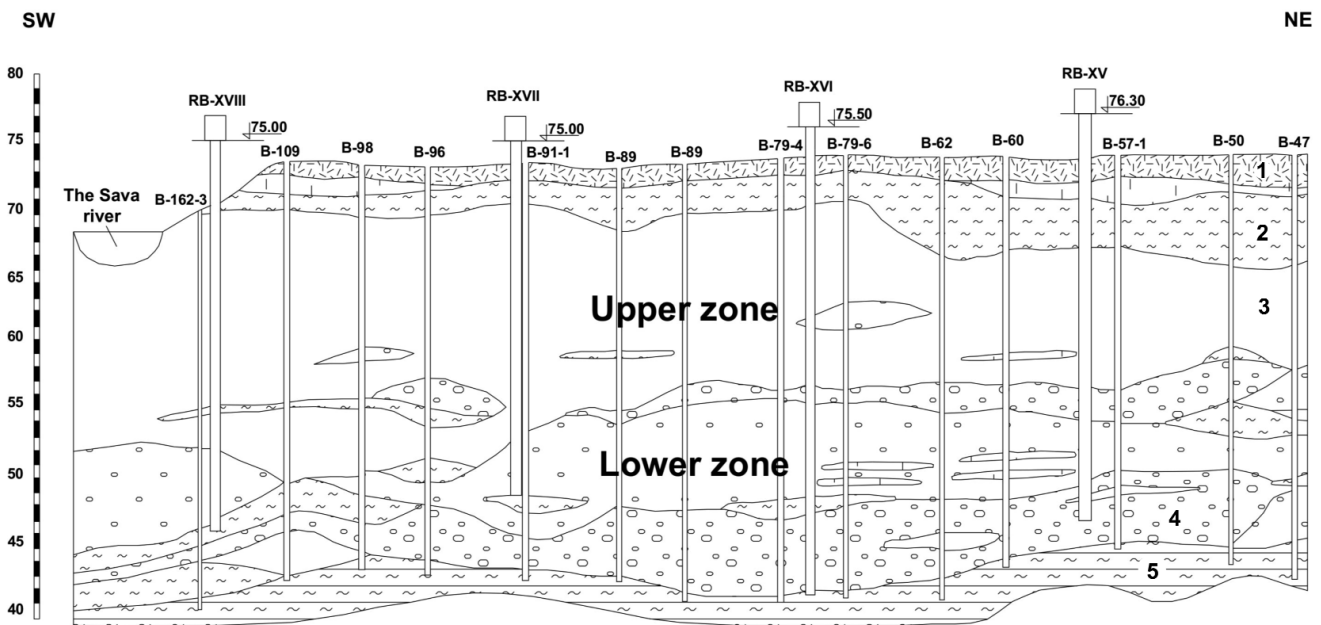 SW
NE
80
75
70
65
60
55
50
45
40
RB-XVIII
75.00
RB-XVII
75.00
RB-XVI
75.50
RB-XV
76.30
The Sava
river
B-162-3
B-109
B-98
B-96
B-91-1
B-89
B-89
B-79-4
B-79-6
B-62
B-60
B-57-1
B-50
B-47
1
2
3
4
5
Upper zone
Lower zone